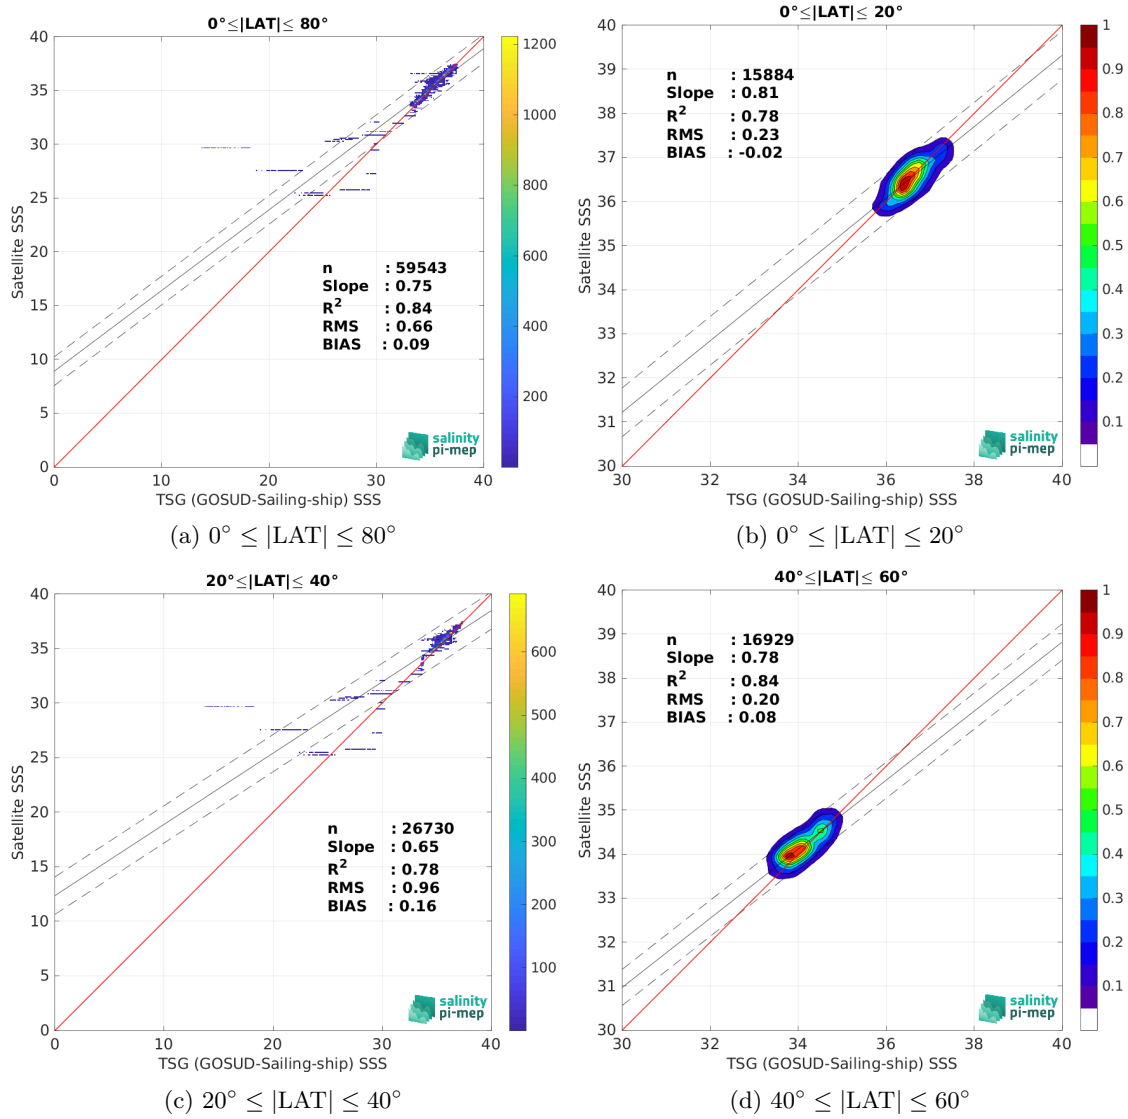 0°≤|LAT|≤ 80°
Satellite SSS
40
35
30
25
20
15
10
5
0
n : 59543
Slope : 0.75
R² : 0.84
RMS : 0.66
BIAS : 0.09
1200
1000
800
600
400
200
salinity
pi-mep
0 10 20 30 40
TSG (GOSUD-Sailing-ship) SSS
(a) 0° ≤ |LAT| ≤ 80°
0°≤|LAT|≤ 20°
Satellite SSS
40
39
38
37
36
35
34
33
32
31
30
n : 15884
Slope : 0.81
R² : 0.78
RMS : 0.23
BIAS : -0.02
1
0.9
0.8
0.7
0.6
0.5
0.4
0.3
0.2
0.1
salinity
pi-mep
30 32 34 36 38 40
TSG (GOSUD-Sailing-ship) SSS
(b) 0° ≤ |LAT| ≤ 20°
20°≤|LAT|≤ 40°
Satellite SSS
40
35
30
25
20
15
10
5
0
n : 26730
Slope : 0.65
R² : 0.78
RMS : 0.96
BIAS : 0.16
600
500
400
300
200
100
salinity
pi-mep
0 10 20 30 40
TSG (GOSUD-Sailing-ship) SSS
(c) 20° ≤ |LAT| ≤ 40°
40°≤|LAT|≤ 60°
Satellite SSS
40
39
38
37
36
35
34
33
32
31
30
n : 16929
Slope : 0.78
R² : 0.84
RMS : 0.20
BIAS : 0.08
1
0.9
0.8
0.7
0.6
0.5
0.4
0.3
0.2
0.1
salinity
pi-mep
30 32 34 36 38 40
TSG (GOSUD-Sailing-ship) SSS
(d) 40° ≤ |LAT| ≤ 60°